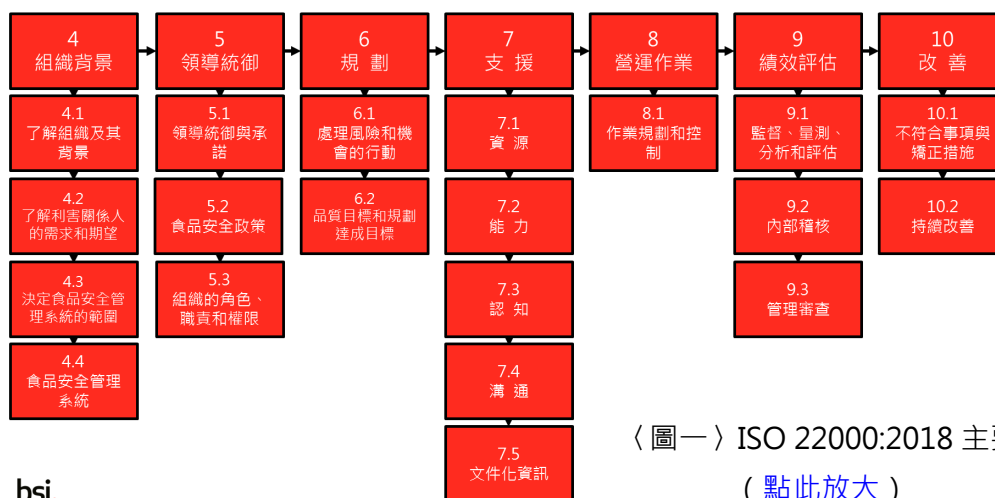 4
組織背景
5
領導統御
6
規 劃
7
支 援
8
營運作業
9
績效評估
10
改 善
4.1
了解組織及其
背景
4.2
了解利害關係人
的需求和期望
4.3
決定食品安全管
理系統的範圍
4.4
食品安全管理
系統
5.1
領導統御與承
諾
5.2
食品安全政策
5.3
組織的角色、
職責和權限
6.1
處理風險和機
會的行動
6.2
品質目標和規劃
達成目標
7.1
資 源
7.2
能 力
7.3
認 知
7.4
溝 通
7.5
文件化資訊
8.1
作業規劃和控
制
9.1
監督、量測、
分析和評估
9.2
內部稽核
9.3
管理審查
10.1
不符合事項與
矯正措施
10.2
持續改善
〈圖一〉ISO 22000:2018 主
（點此放大）
bsi